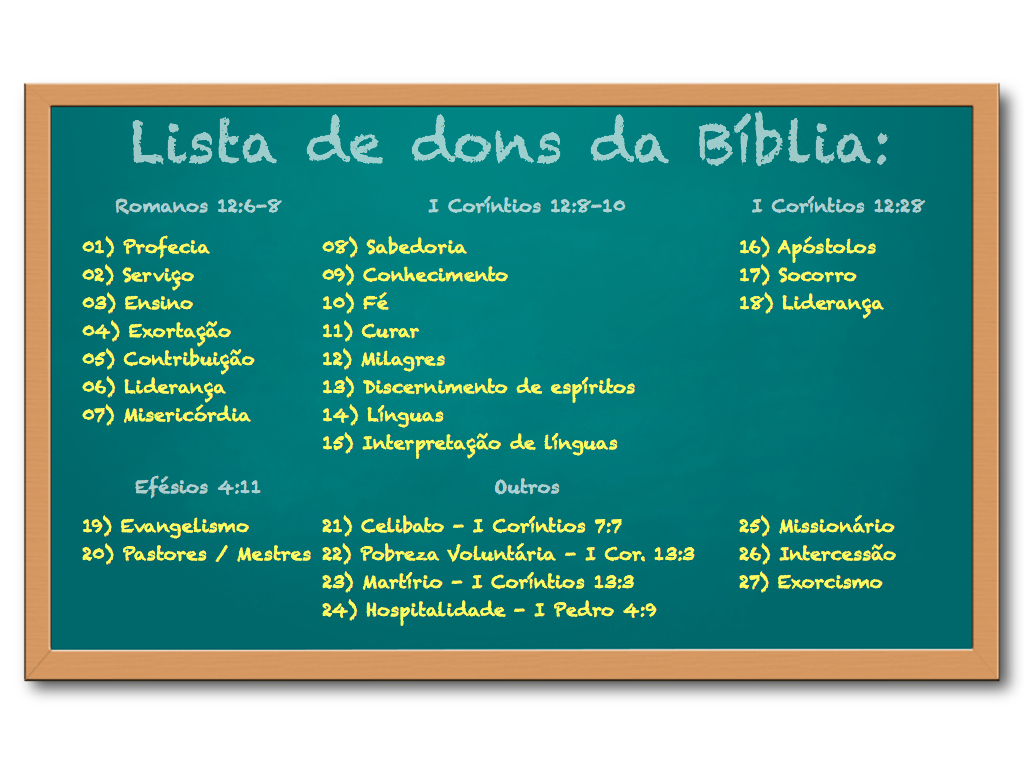 Lista de dons da Bíblia:
Romanos 12:6-8
01) Profecia
02) Serviço
03) Ensino
04) Exortação
05) Contribuição
06) Liderança
07) Misericórdia
I Coríntios 12:8-10
08) Sabedoria
09) Conhecimento
10) Fé
11) Curar
12) Milagres
13) Discernimento de espíritos
14) Línguas
15) Interpretação de línguas
I Coríntios 12:28
16) Apóstolos
17) Socorro
18) Liderança
Efésios 4:11
19) Evangelismo
20) Pastores / Mestres
Outros
21) Celibato - I Coríntios 7:7
22) Pobreza Voluntária - I Cor. 13:3
23) Martírio - I Coríntios 13:3
24) Hospitalidade - I Pedro 4:9
25) Missionário
26) Intercessão
27) Exorcismo